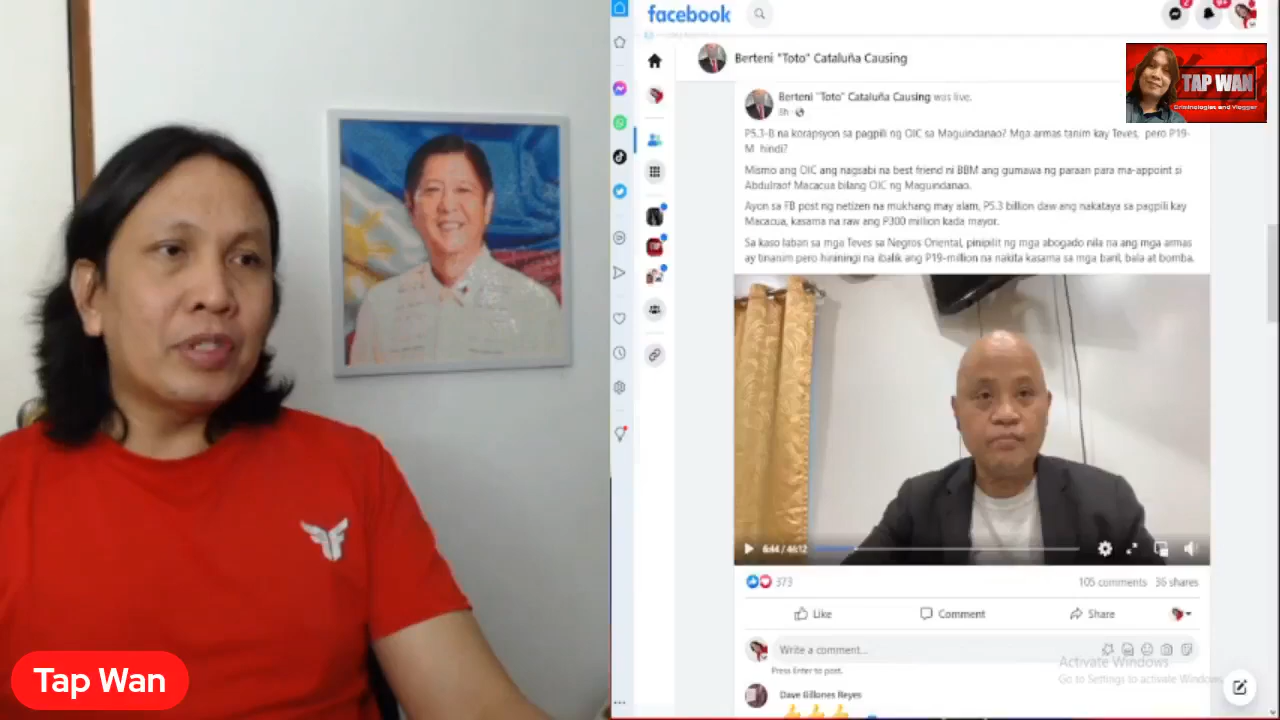 facebook
Berteni "Toto" Cataluña Causing
TAP WAN
Berteni "Toto" Cataluña Causing was live.
P5.3-B na korapsyon sa pagpili ng OIC sa Maguindanao? Mga armas tanim kay Teves, pero P19-
M hindi?
Mismo ang OIC ang nagsabi na best friend ni BBM ang gumawa ng paraan para ma-appoint si
Abdulraof Macacua bilang OIC ng Maguindanao.
Ayon sa FB post ng netizen na mukhang may alam, P5.3 billion daw ang nakataya sa pagpili kay
Macacua, kasama na raw ang P300 million kada mayor.
Sa kaso laban sa mga Teves sa Negros Oriental, pinipilit ng mga abogado nila na ang mga armas
ay tinanim pero hinihingi na ibalik ang P19-million na nakita kasama sa mga baril, bala at bomba.
6:44 / 46:12
373
105 comments 36 shares
Like Comment Share
Write a comment...
Press Enter to post.
Activate Windows
Go to Settings to activate Windows.
Dave Gillones Reyes
Tap Wan